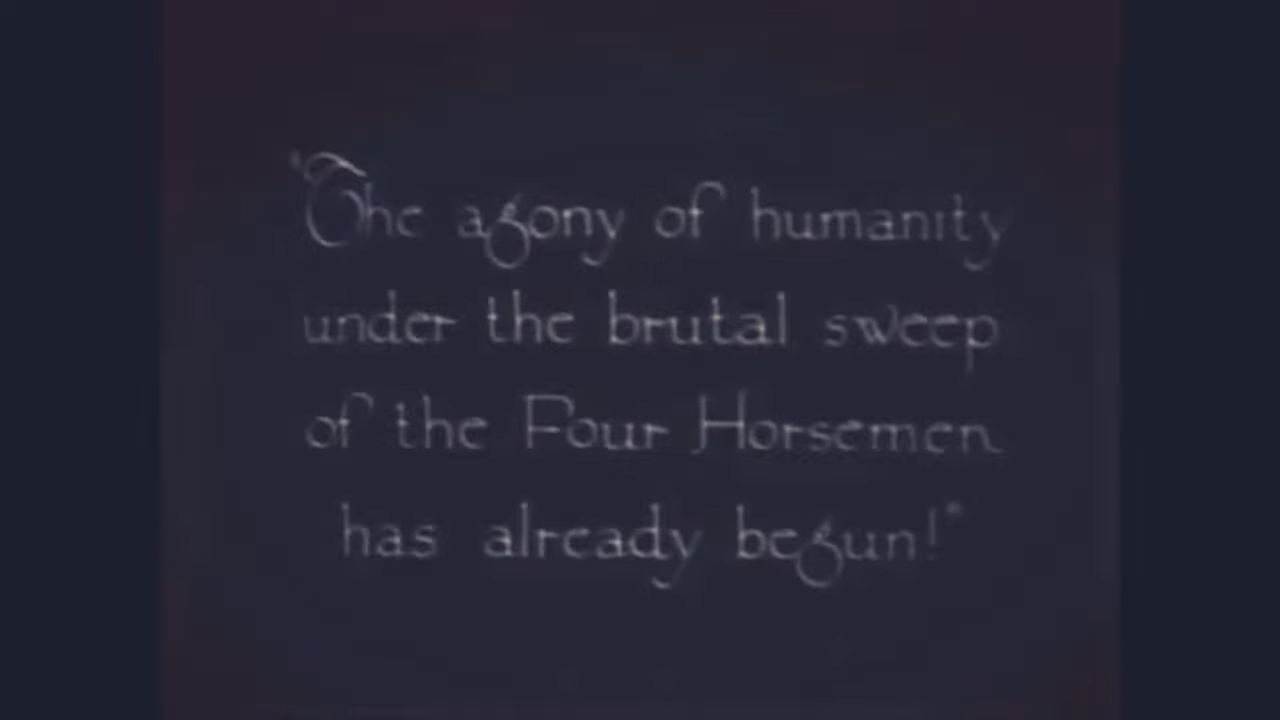 "The agony of humanity
under the brutal sweep
of the Four Horsemen
has already begun!"